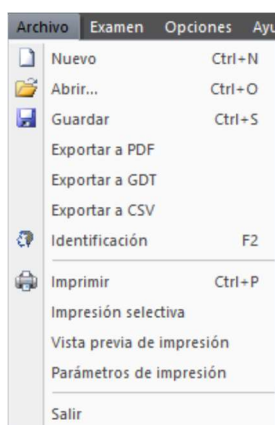 Archivo Examen Opciones Ayu
Nuevo Ctrl+N
Abrir... Ctrl+O
Guardar Ctrl+S
Exportar a PDF
Exportar a GDT
Exportar a CSV
Identificación F2
Imprimir Ctrl+P
Impresión selectiva
Vista previa de impresión
Parámetros de impresión
Salir